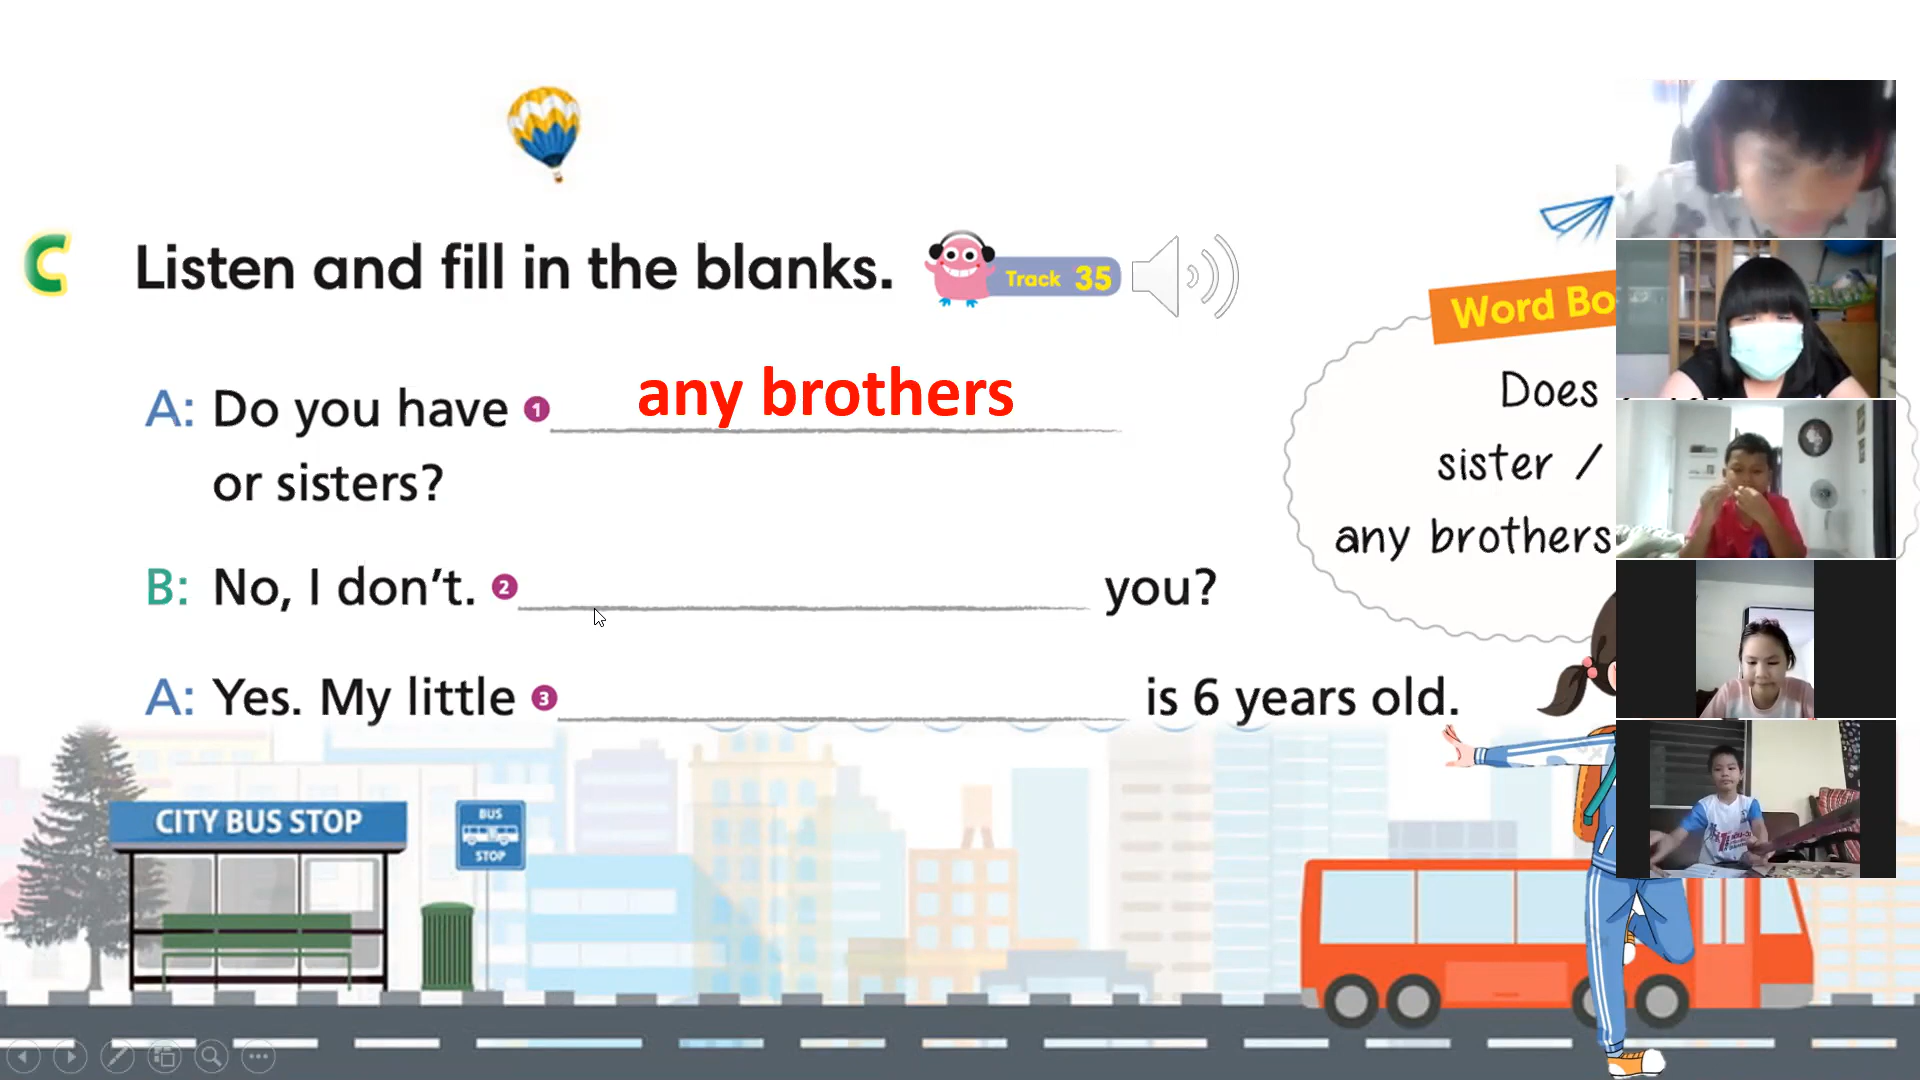 C Listen and fill in the blanks. Track 35
Word Bo
A: Do you have 1 any brothers
or sisters?
B: No, I don't. 2 you?
A: Yes. My little 3 is 6 years old.
Does
sister /
any brothers
CITY BUS STOP
BUS
STOP